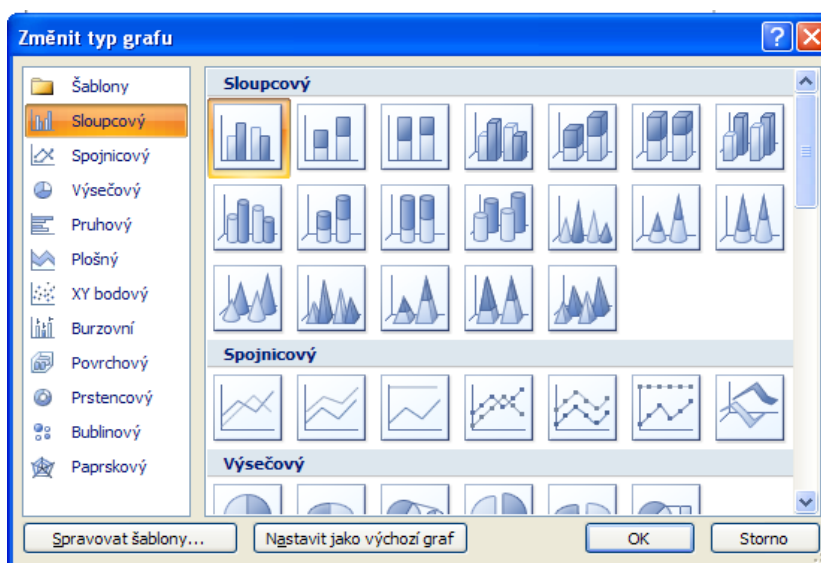 Změnit typ grafu
Šablony
Sloupcový
Spojnicový
Výsečový
Pruhový
Plošný
XY bodový
Burzovní
Povrchový
Prstencový
Bublinový
Paprskový
Sloupcový
Spojnicový
Výsečový
Spravovat šablony...
Nastavit jako výchozí graf
OK
Storno